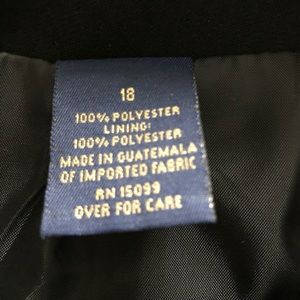 18
100% POLYESTER
LINING:
100% POLYESTER
MADE IN GUATEMALA
OF IMPORTED FABRIC
RN 15099
OVER FOR CARE